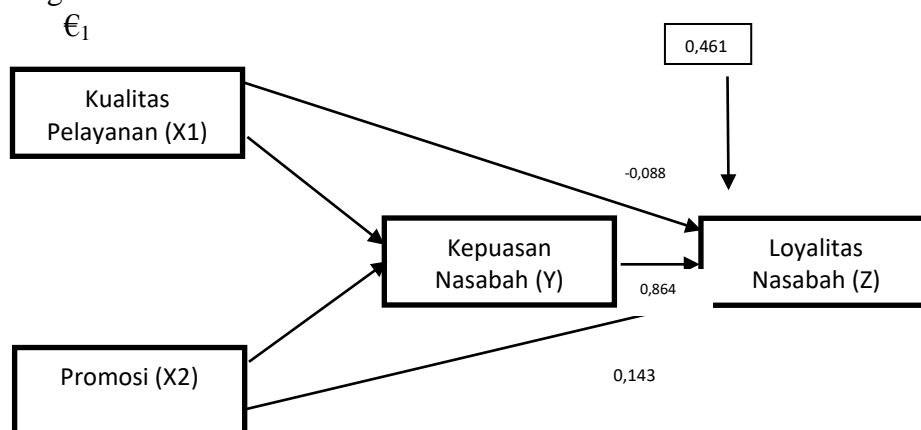 g
€1
0,461
Kualitas
Pelayanan (X1)
-0,088
Kepuasan
Nasabah (Y)
Loyalitas
Nasabah (Z)
0,864
Promosi (X2)
0,143